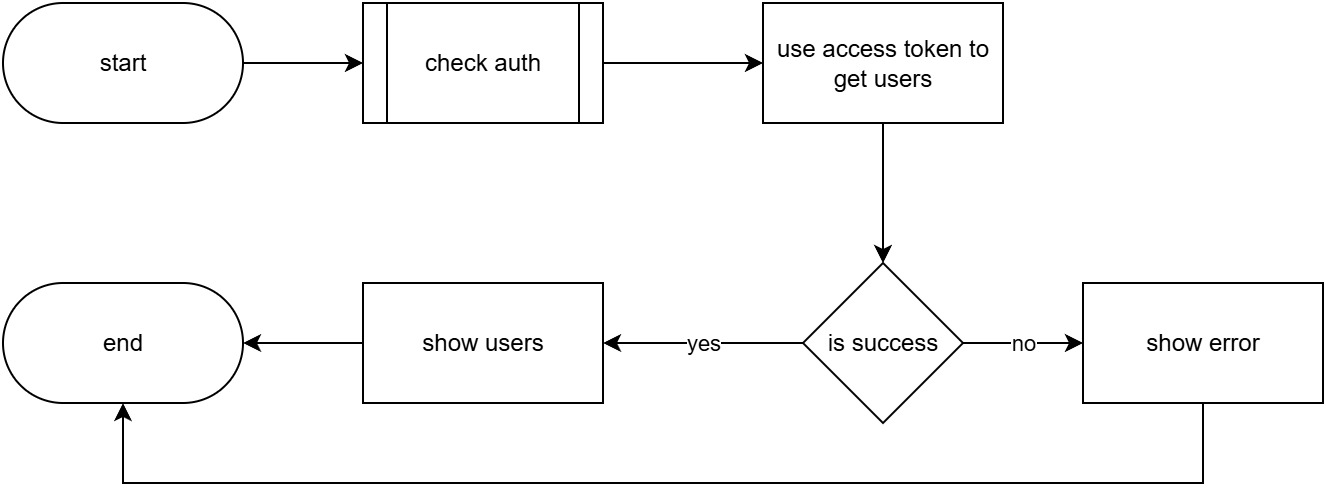 start
check auth
use access token to
get users
end
show users
yes
is success
no
show error